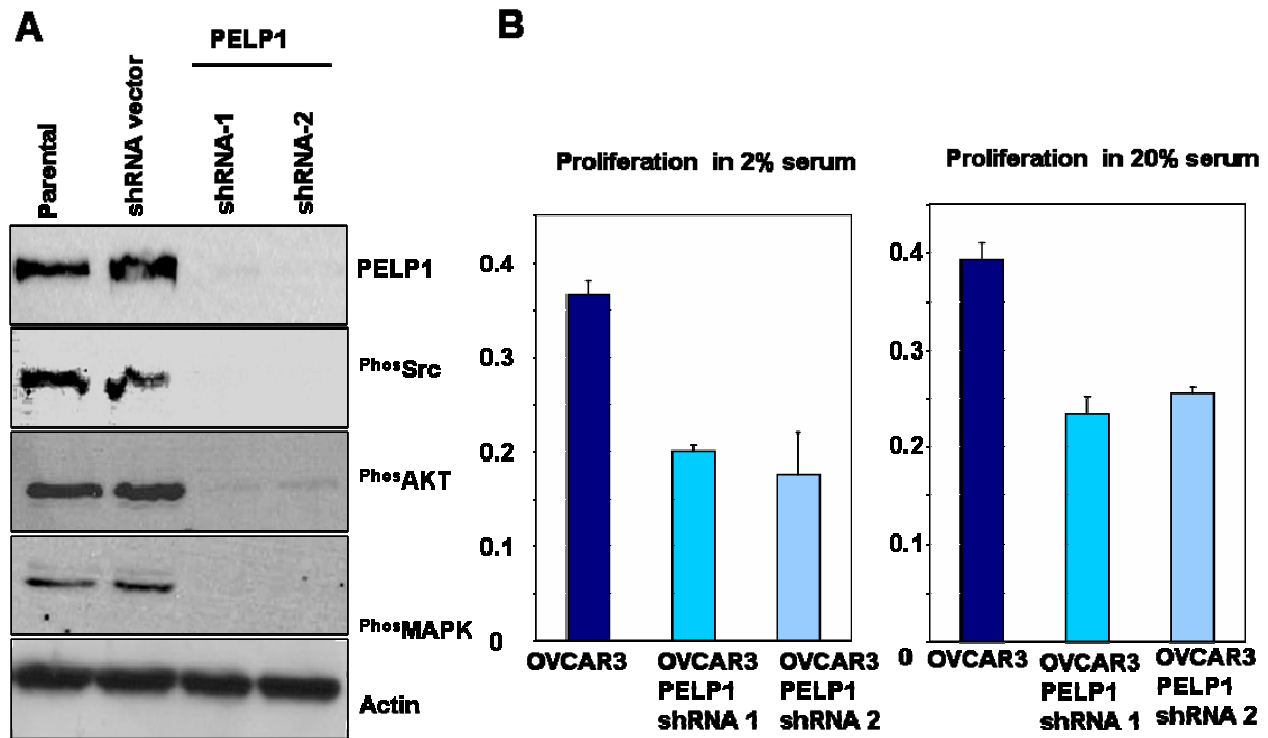 A
PELP1
Parental
shRNA vector
shRNA-1
shRNA-2
PELP1
PhosSrc
PhosAKT
PhosMAPK
Actin
B
Proliferation in 2% serum
0.4
0.3
0.2
0.1
0
OVCAR3
OVCAR3
PELP1
shRNA 1
OVCAR3
PELP1
shRNA 2
Proliferation in 20% serum
0.4
0.3
0.2
0.1
0
OVCAR3
OVCAR3
PELP1
shRNA 1
OVCAR3
PELP1
shRNA 2